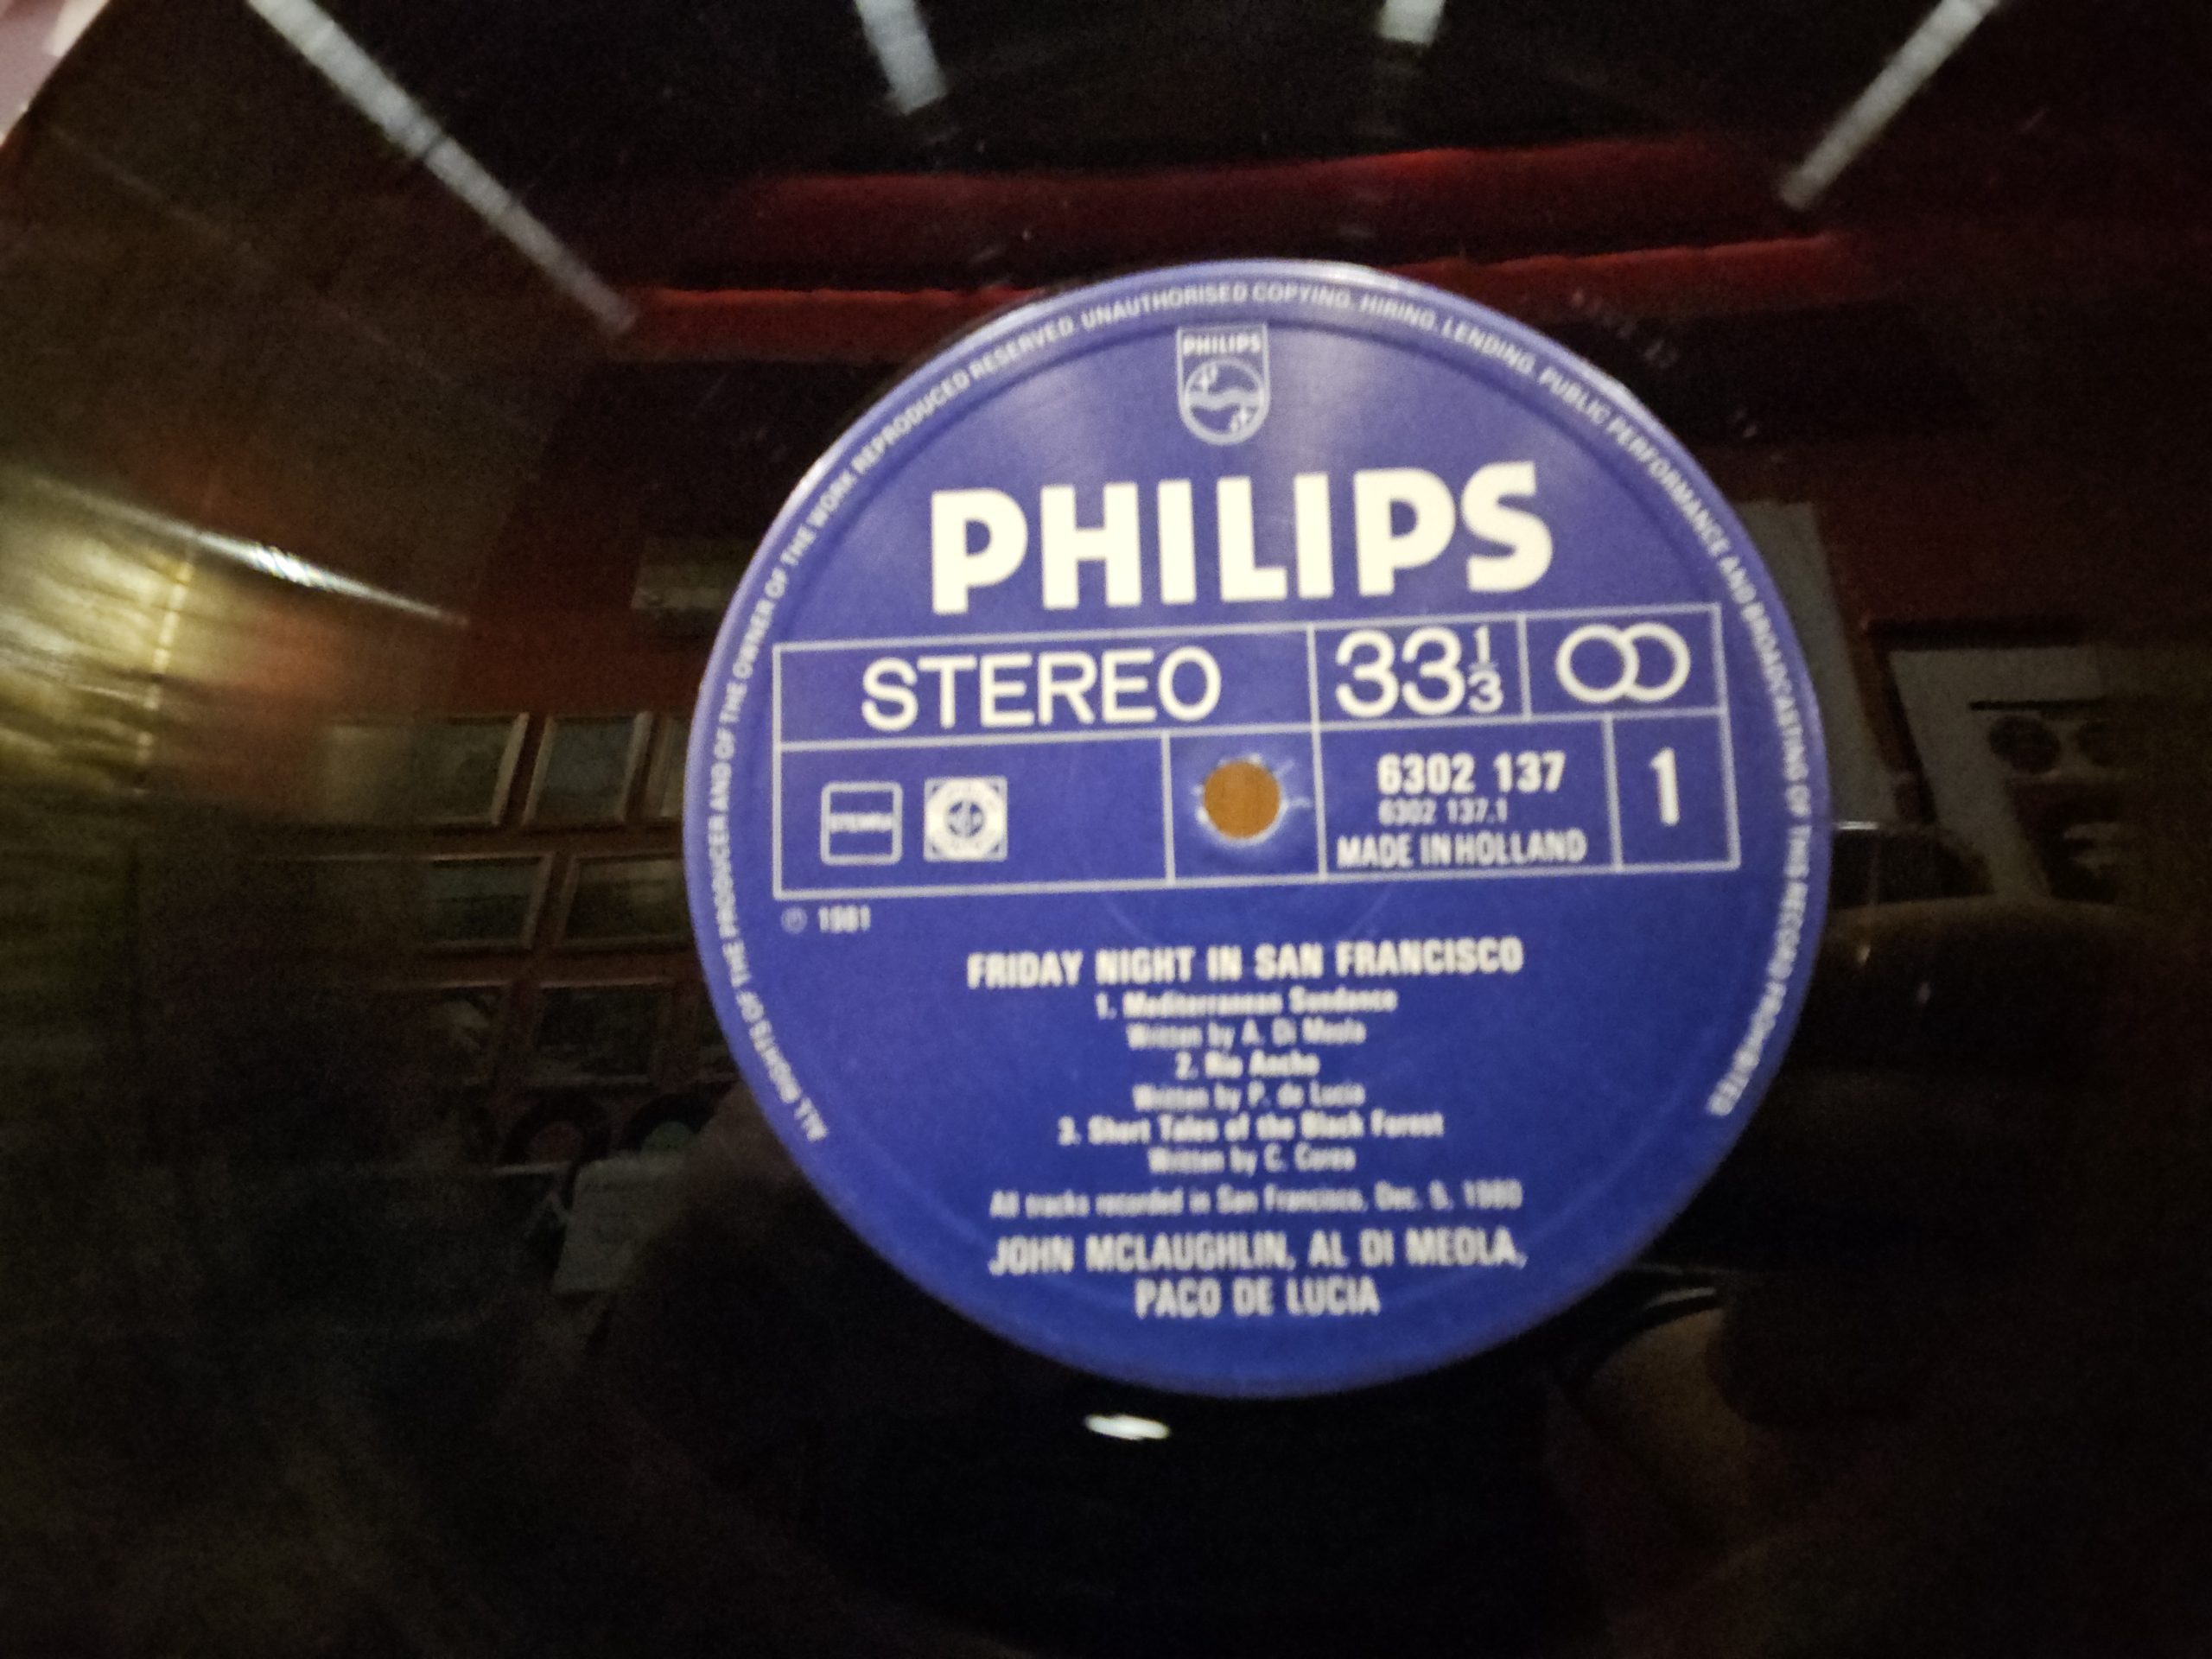 ALL RIGHTS OF THE PRODUCER AND OF THE OWNER OF THE WORK REPRODUCED RESERVED. UNAUTHORISED COPYING. HIRING. LENDING. PUBLIC PERFORMANCE AND BROADCASTING OF THIS RECORD PROHIBITED
PHILIPS
PHILIPS
STEREO 33 1/3
STEMRA
6302 137 1
6302 137.1
MADE IN HOLLAND
℗ 1981
FRIDAY NIGHT IN SAN FRANCISCO
1. Mediterranean Sundance
Written by A. Di Meola
2. Rio Ancho
Written by P. de Lucia
3. Short Tales of the Black Forest
Written by C. Corea
All tracks recorded in San Francisco, Dec. 5, 1980
JOHN MCLAUGHLIN, AL DI MEOLA,
PACO DE LUCIA